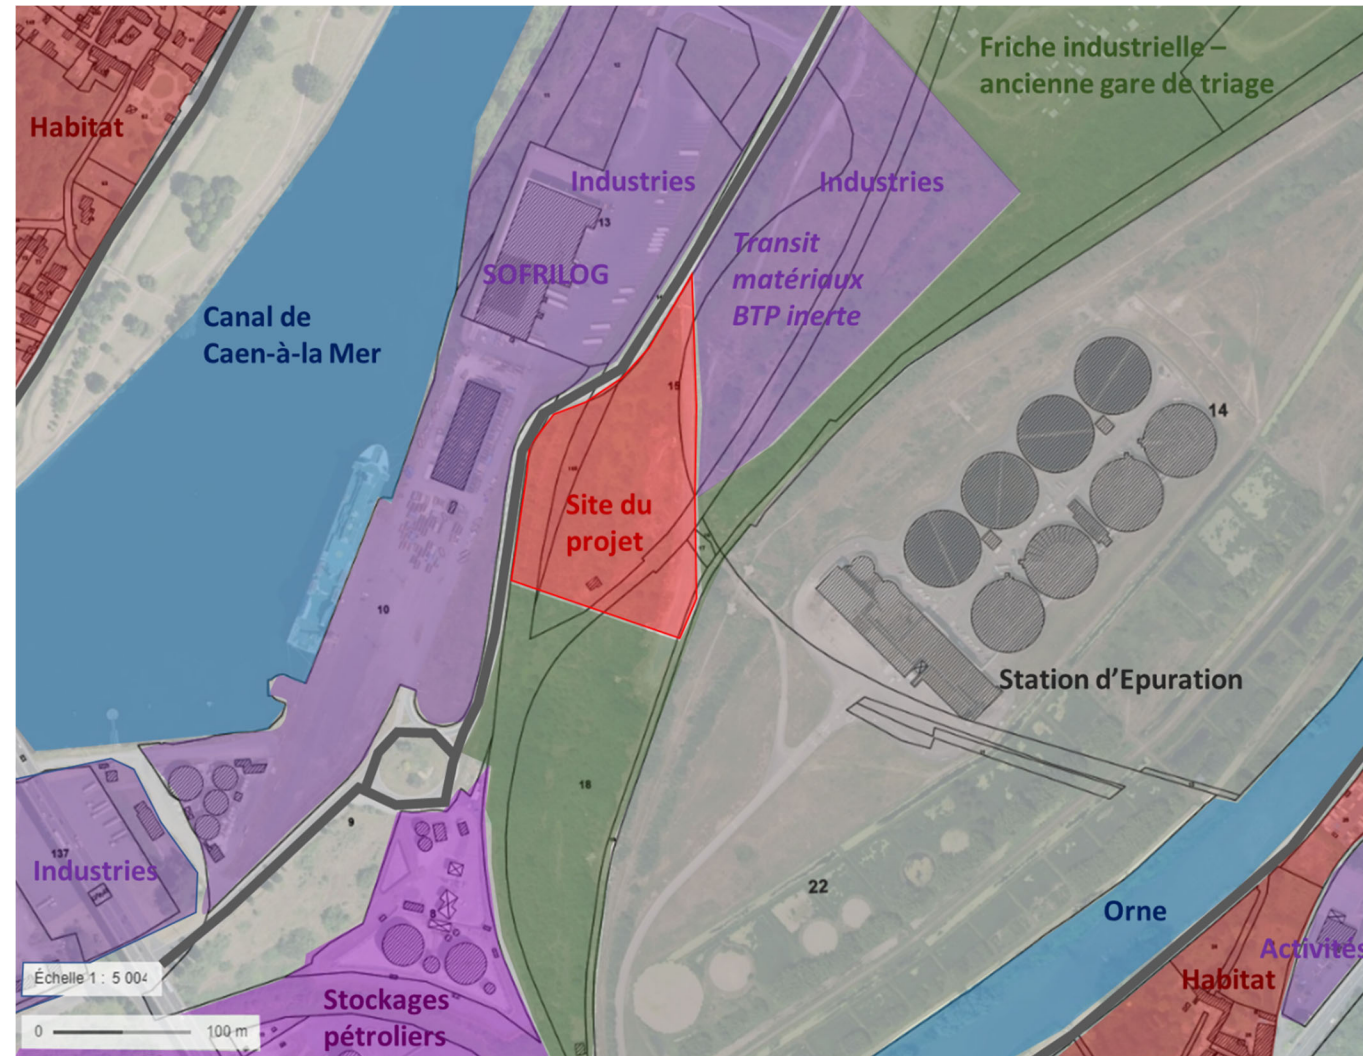 Friche industrielle –
ancienne gare de triage
Habitat
Industries
Industries
13
SOFRILOG
Transit
matériaux
BTP inerte
Canal de
Caen-à-la Mer
15
14
Site du
projet
10
Station d'Epuration
18
9
137
Industries
8
22
Orne
Activités
Habitat
Échelle 1 : 5 004
0
100 m
Stockages
pétroliers